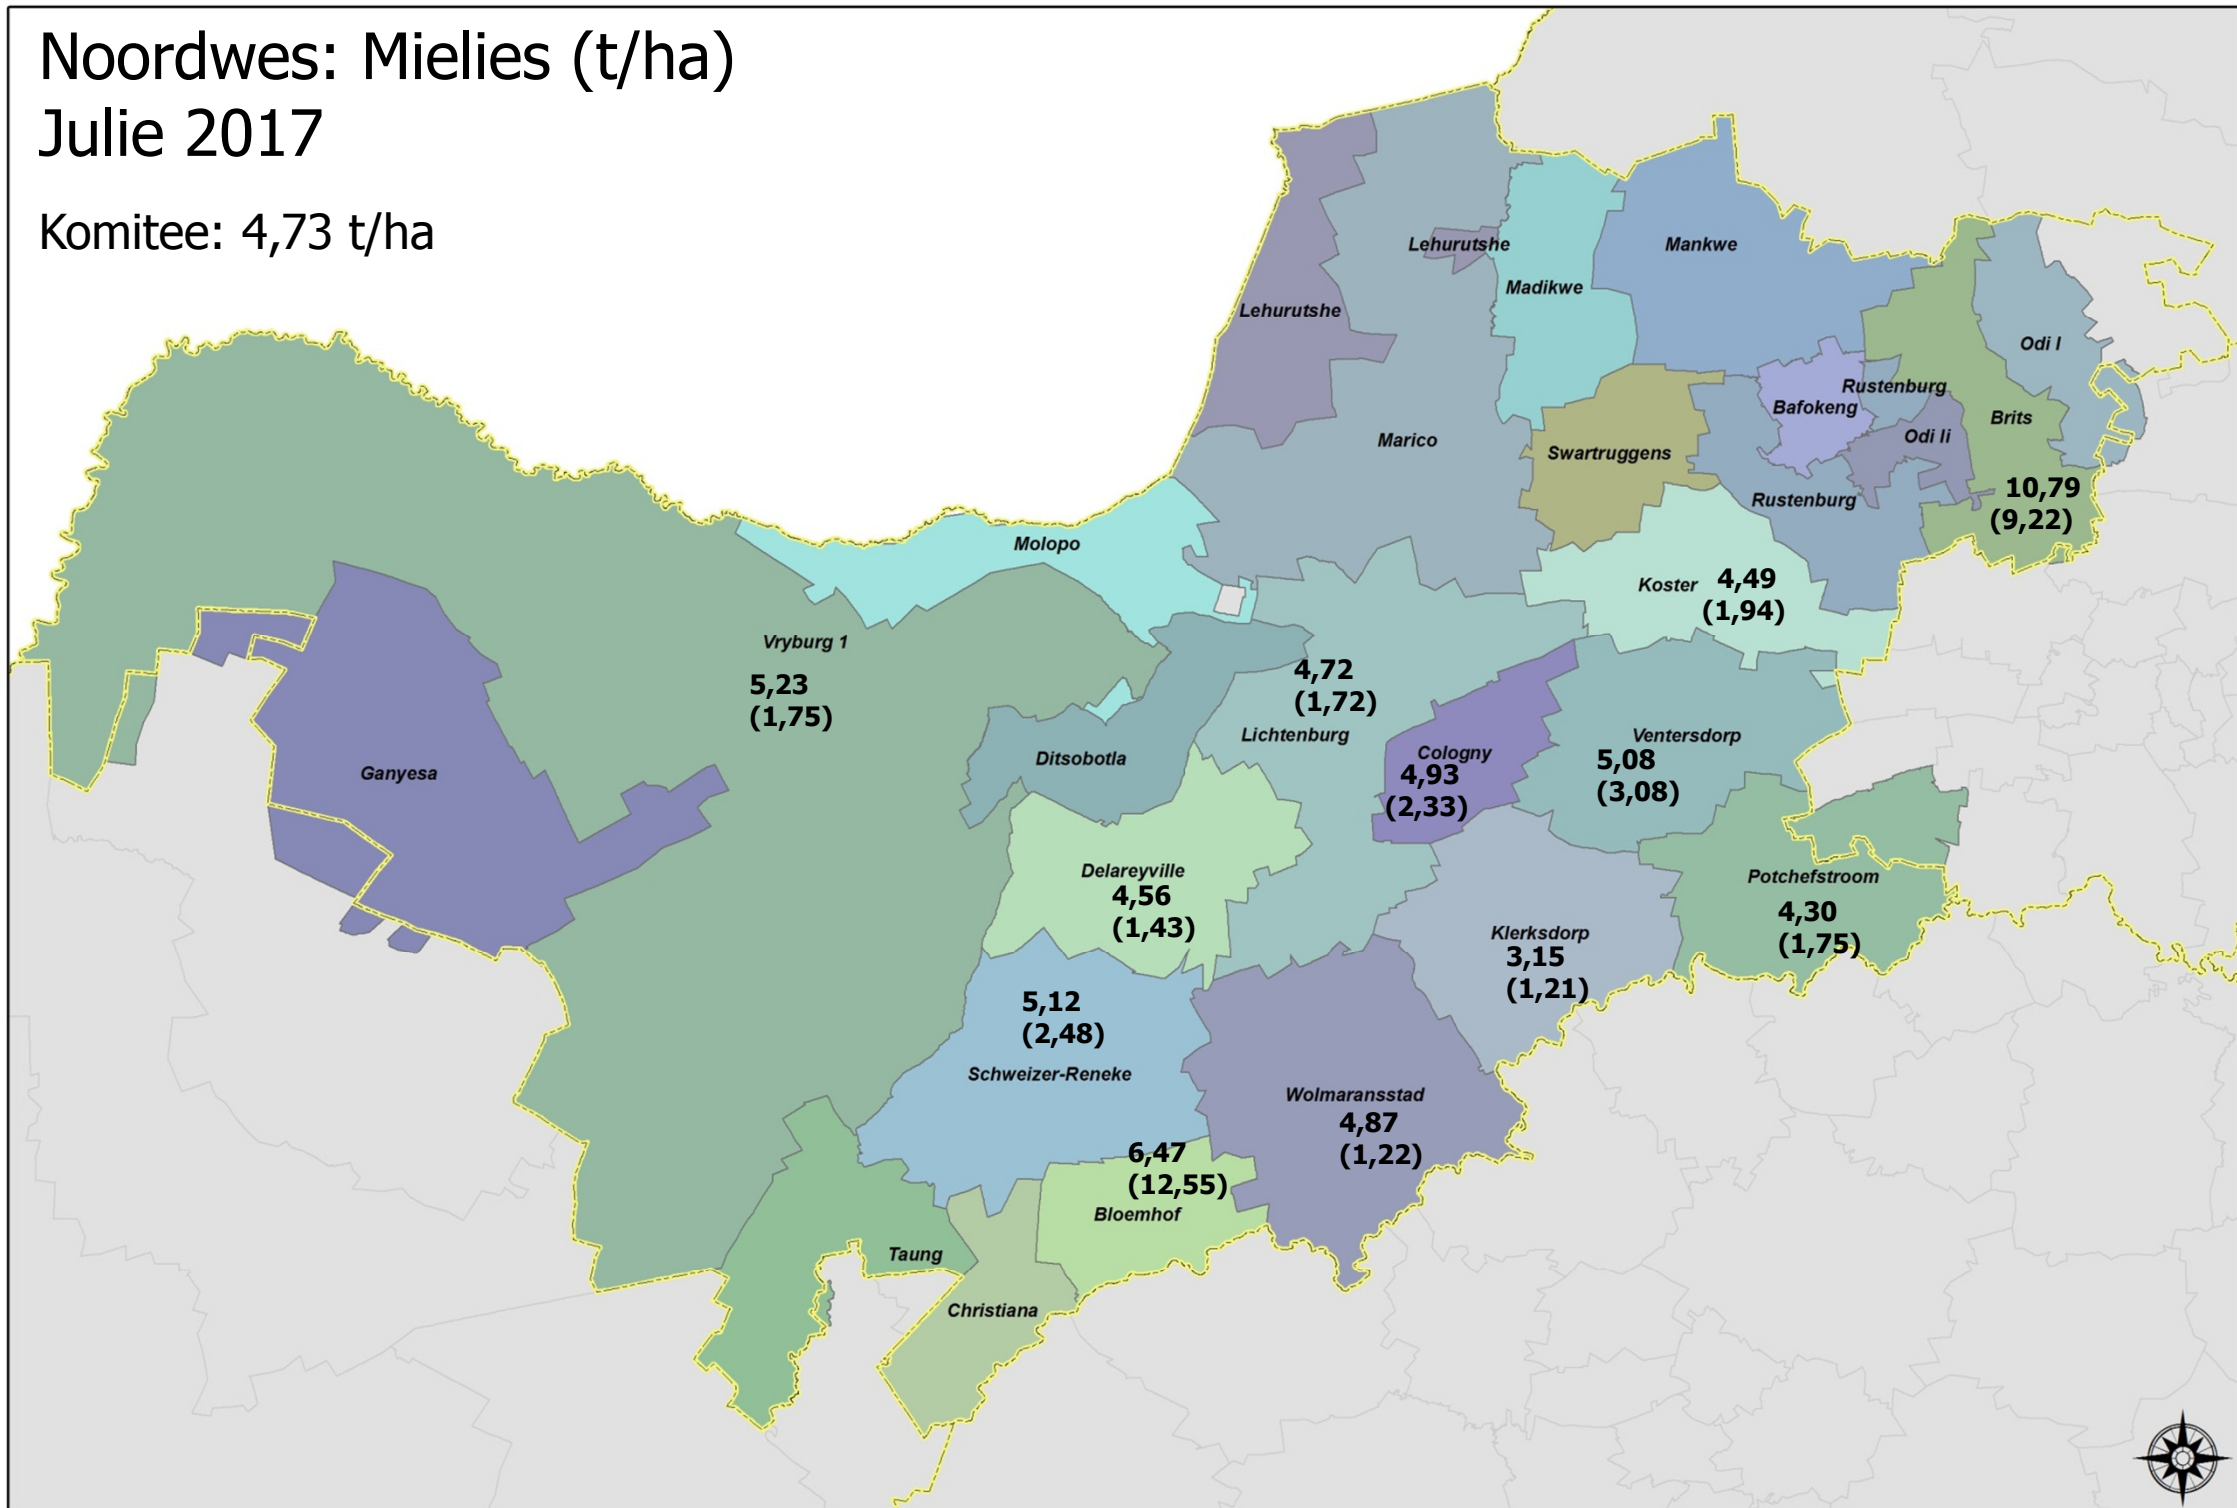 Noordwes: Mielies (t/ha)
Julie 2017
Komitee: 4,73 t/ha
Lehurutshe
Mankwe
Madikwe
Lehurutshe
Odi I
Rustenburg
Bafokeng
Brits
Odi Ii
Marico
Swartruggens
10,79
(9,22)
Rustenburg
Molopo
Koster
4,49
(1,94)
Vryburg 1
5,23
(1,75)
4,72
(1,72)
Lichtenburg
Ventersdorp
5,08
(3,08)
Cologny
4,93
(2,33)
Ditsobotla
Ganyesa
Delareyville
4,56
(1,43)
Potchefstroom
4,30
(1,75)
Klerksdorp
3,15
(1,21)
5,12
(2,48)
Schweizer-Reneke
Wolmaransstad
4,87
(1,22)
6,47
(12,55)
Bloemhof
Taung
Christiana